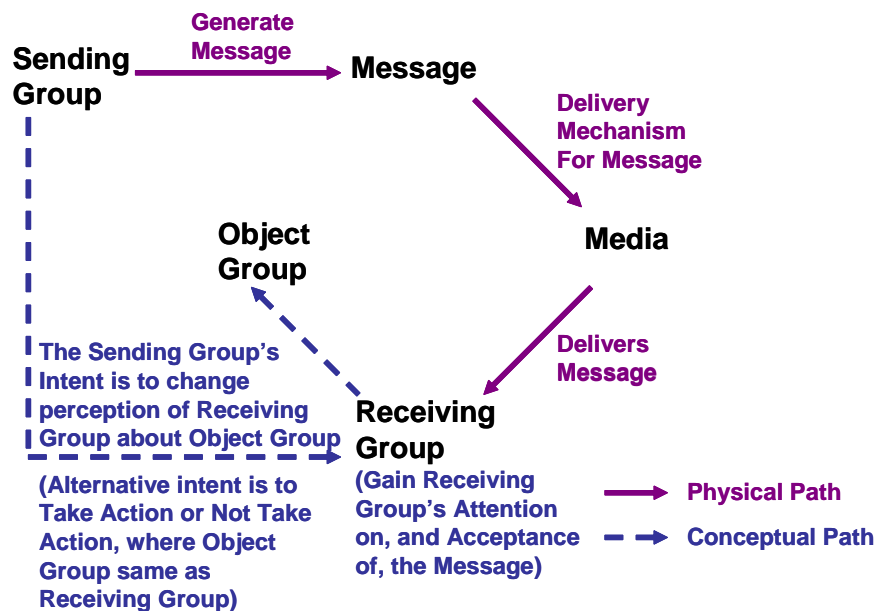 Generate
Message
Sending
Group
Message
Delivery
Mechanism
For Message
Object
Group
Media
The Sending Group's
Intent is to change
perception of Receiving
Group about Object Group
Delivers
Message
Receiving
Group
(Alternative intent is to
Take Action or Not Take
Action, where Object
Group same as
Receiving Group)
(Gain Receiving
Group's Attention
on, and Acceptance
of, the Message)
Physical Path
Conceptual Path